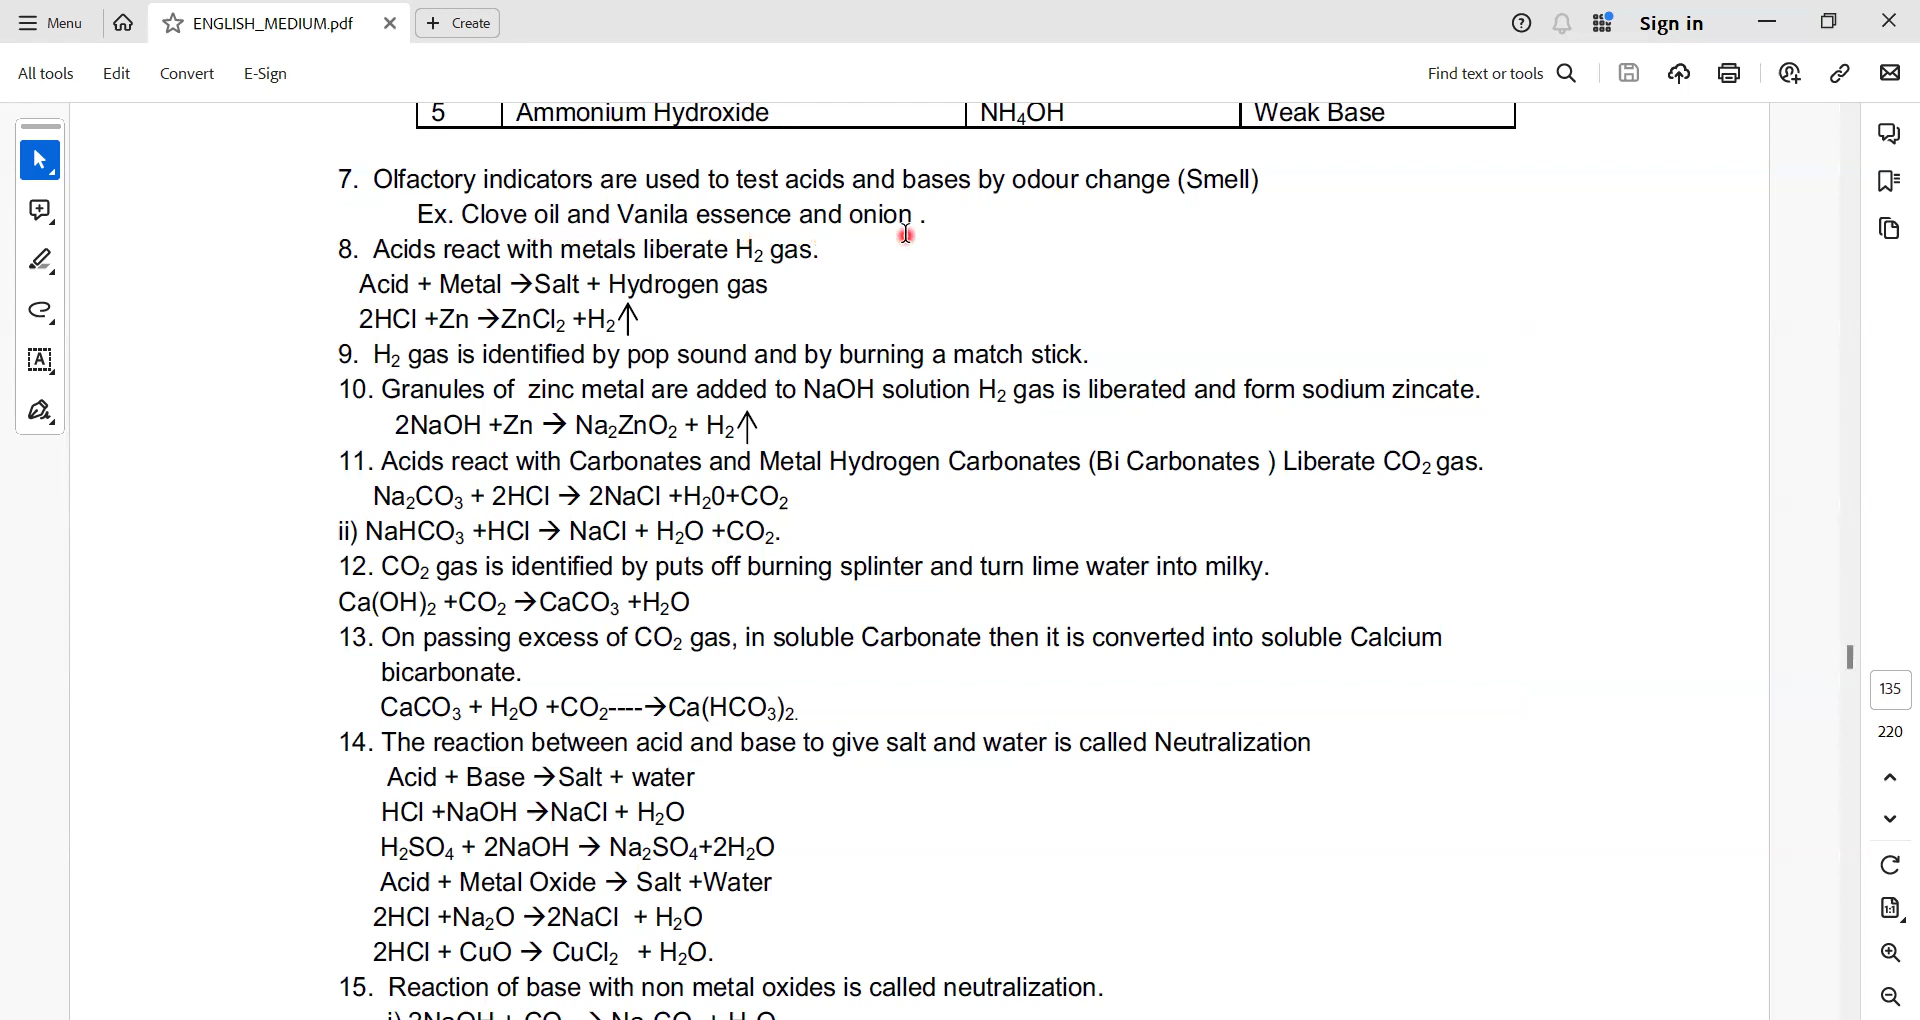 Menu
ENGLISH_MEDIUM.pdf
+ Create
Sign in
All tools
Edit
Convert
E-Sign
Find text or tools
5 Ammonium Hydroxide NH₄OH Weak Base
7. Olfactory indicators are used to test acids and bases by odour change (Smell)
Ex. Clove oil and Vanila essence and onion .
8. Acids react with metals liberate H₂ gas.
Acid + Metal →Salt + Hydrogen gas
2HCl +Zn →ZnCl₂ +H₂↑
9. H₂ gas is identified by pop sound and by burning a match stick.
10. Granules of zinc metal are added to NaOH solution H₂ gas is liberated and form sodium zincate.
2NaOH +Zn → Na₂ZnO₂ + H₂↑
11. Acids react with Carbonates and Metal Hydrogen Carbonates (Bi Carbonates ) Liberate CO₂ gas.
Na₂CO₃ + 2HCl → 2NaCl +H₂0+CO₂
ii) NaHCO₃ +HCl → NaCl + H₂O +CO₂.
12. CO₂ gas is identified by puts off burning splinter and turn lime water into milky.
Ca(OH)₂ +CO₂ →CaCO₃ +H₂O
13. On passing excess of CO₂ gas, in soluble Carbonate then it is converted into soluble Calcium
bicarbonate.
CaCO₃ + H₂O +CO₂----→Ca(HCO₃)₂.
14. The reaction between acid and base to give salt and water is called Neutralization
Acid + Base →Salt + water
HCl +NaOH →NaCl + H₂O
H₂SO₄ + 2NaOH → Na₂SO₄+2H₂O
Acid + Metal Oxide → Salt +Water
2HCl +Na₂O →2NaCl + H₂O
2HCl + CuO → CuCl₂ + H₂O.
15. Reaction of base with non metal oxides is called neutralization.
135
220